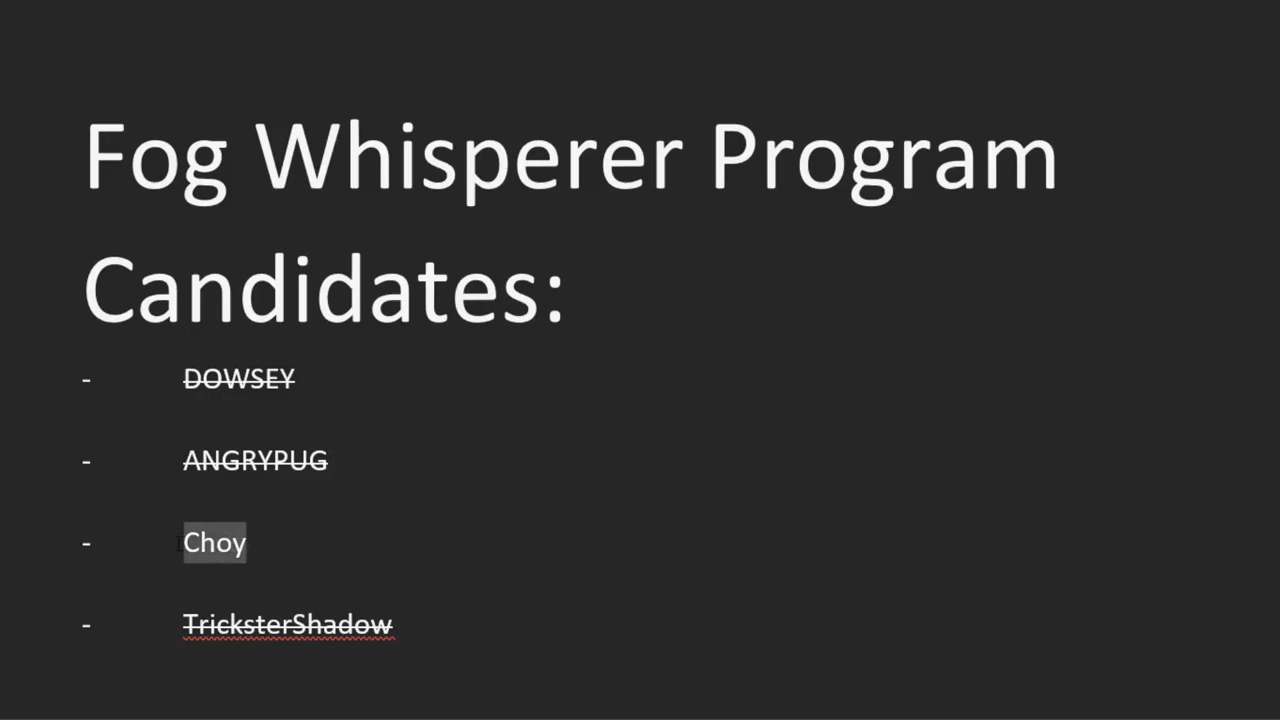 Fog Whisperer Program
Candidates:
- DOWSEY
- ANGRYPUG
- Choy
- TricksterShadow